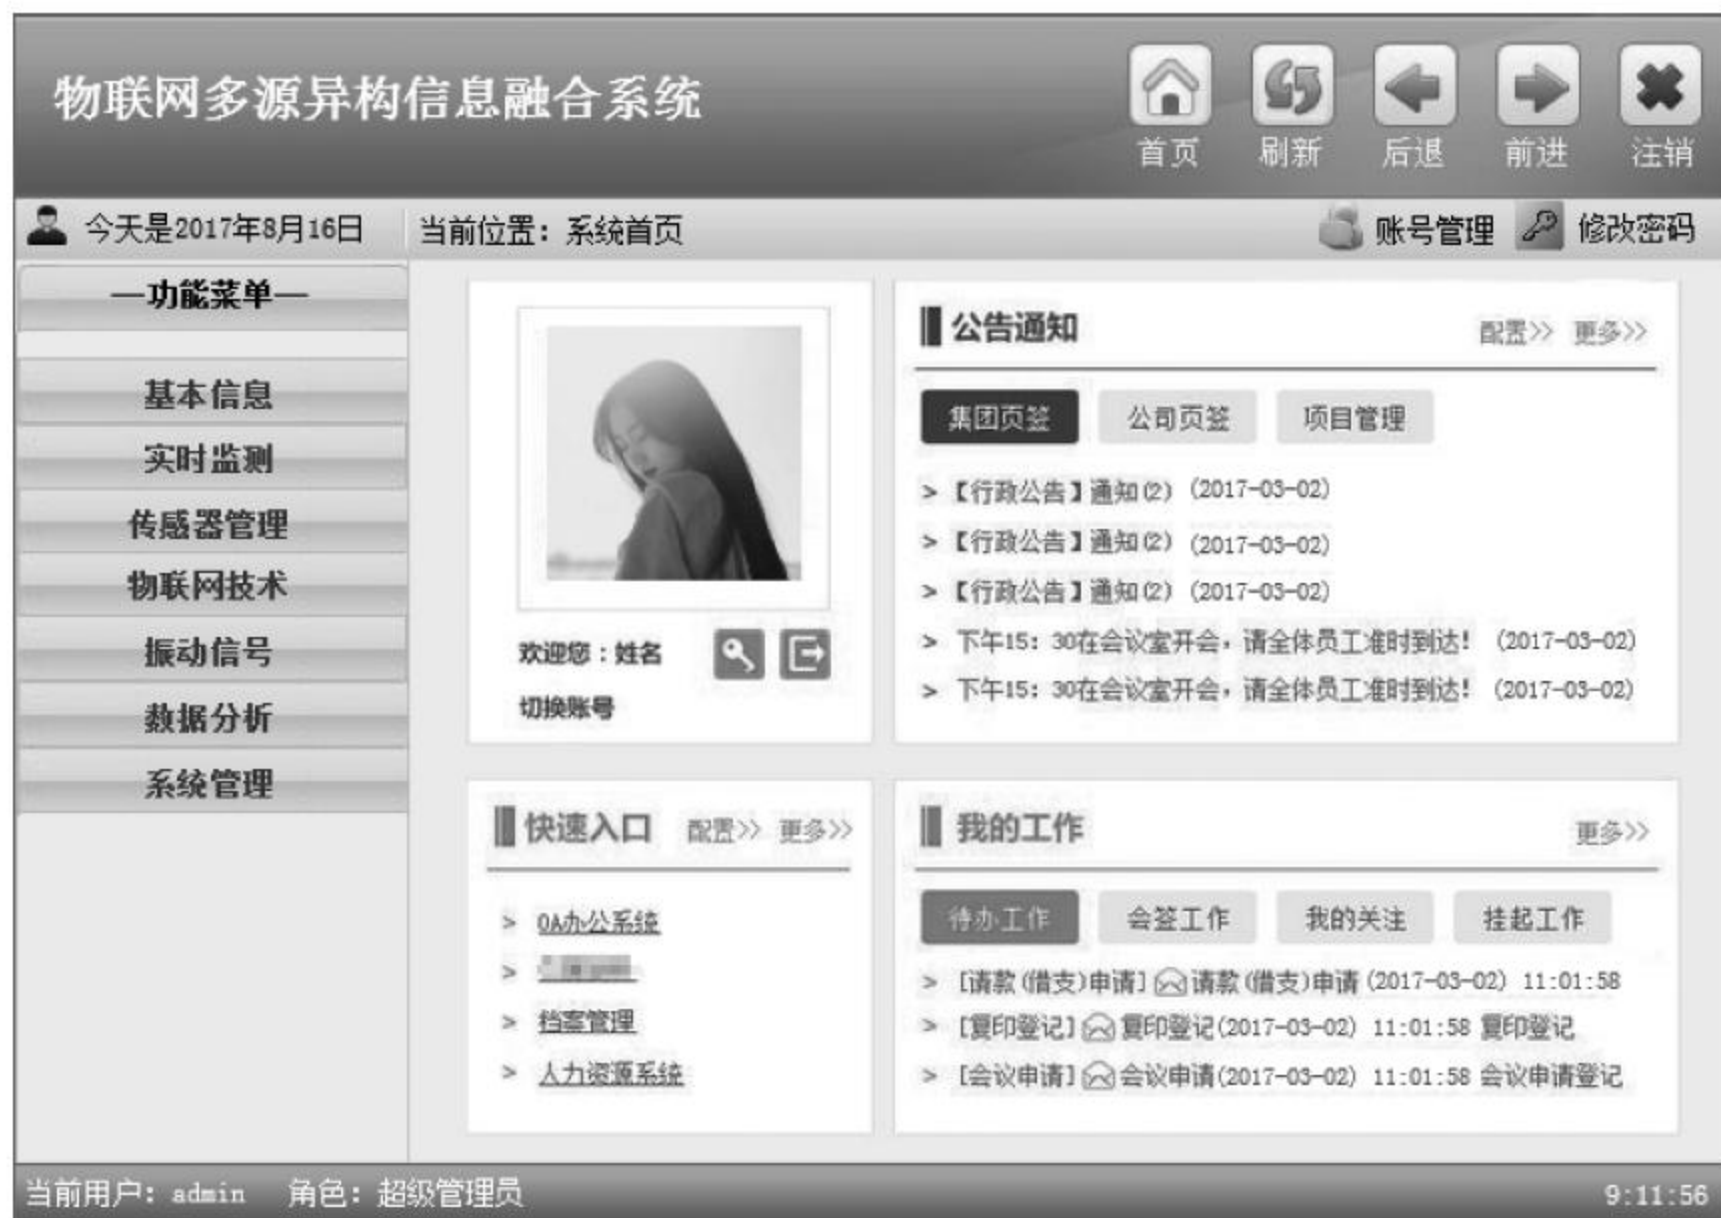 物联网多源异构信息融合系统
首页 刷新 后退 前进 注销
今天是2017年8月16日 当前位置：系统首页 账号管理 修改密码
—功能菜单—
基本信息
实时监测
传感器管理
物联网技术
振动信号
数据分析
系统管理
欢迎您：姓名
切换账号
公告通知 配置>> 更多>>
集团页签 公司页签 项目管理
> 【行政公告】通知(2) (2017-03-02)
> 【行政公告】通知(2) (2017-03-02)
> 【行政公告】通知(2) (2017-03-02)
> 下午15：30在会议室开会，请全体员工准时到达！ (2017-03-02)
> 下午15：30在会议室开会，请全体员工准时到达！ (2017-03-02)
快速入口 配置>> 更多>>
> OA办公系统
>
> 档案管理
> 人力资源系统
我的工作 更多>>
待办工作 会签工作 我的关注 挂起工作
> [请款(借支)申请] 请款(借支)申请 (2017-03-02) 11:01:58
> [复印登记] 复印登记(2017-03-02) 11:01:58 复印登记
> [会议申请] 会议申请(2017-03-02) 11:01:58 会议申请登记
当前用户：admin 角色：超级管理员 9:11:56